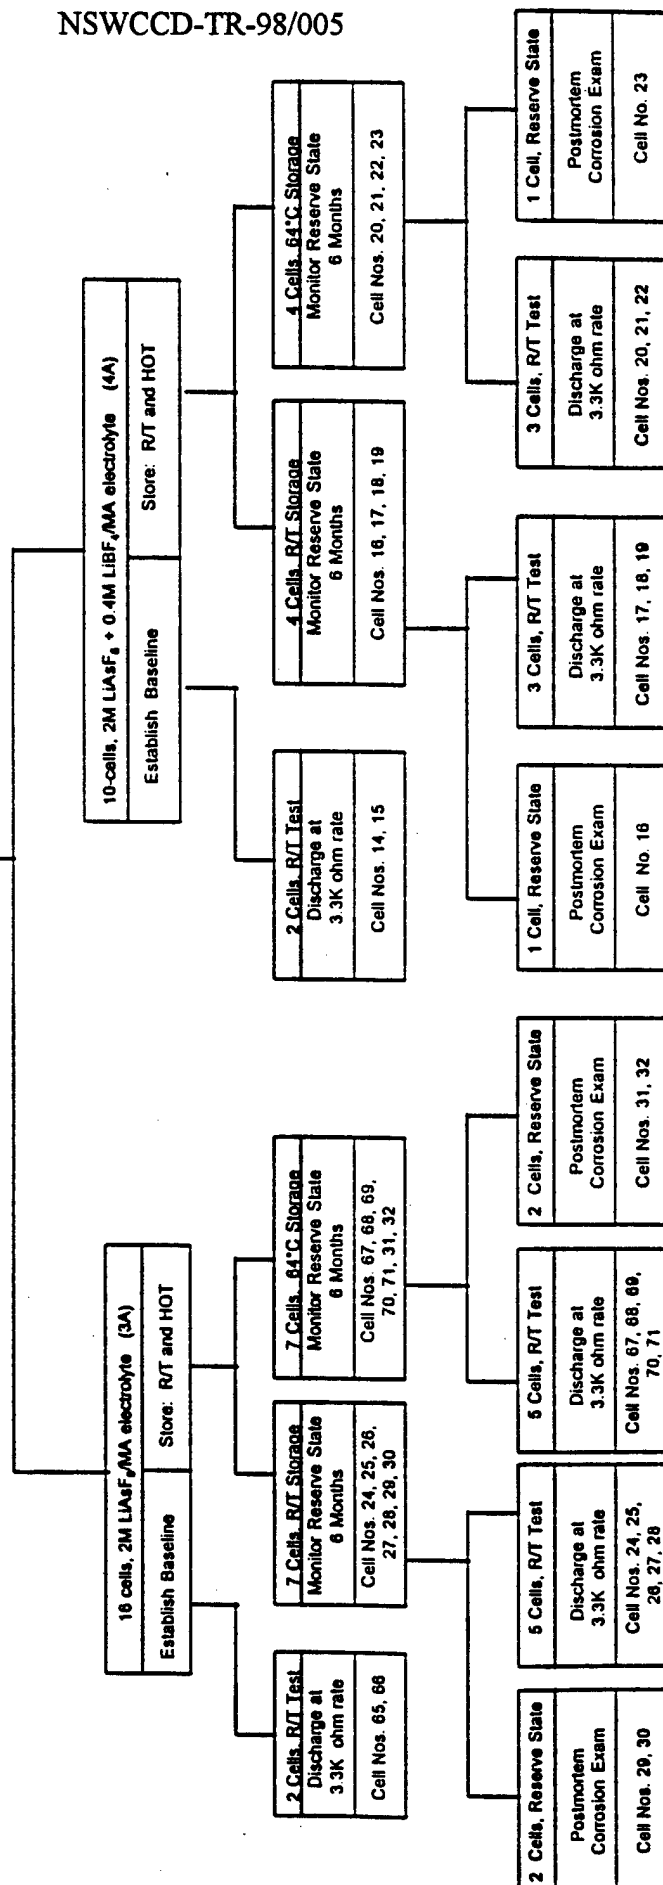 NSWCCD-TR-98/005
16 cells, 2M LiAsF₆/MA electrolyte (3A)
Establish Baseline
Store: R/T and HOT
10-cells, 2M LiAsF₆ + 0.4M LiBF₄/MA electrolyte (4A)
Establish Baseline
Store: R/T and HOT
2 Cells, R/T Test
Discharge at
3.3K ohm rate
Cell Nos. 65, 66
7 Cells, R/T Storage
Monitor Reserve State
6 Months
Cell Nos. 24, 25, 26,
27, 28, 29, 30
7 Cells, 64°C Storage
Monitor Reserve State
6 Months
Cell Nos. 67, 68, 69,
70, 71, 31, 32
2 Cells, R/T Test
Discharge at
3.3K ohm rate
Cell Nos. 14, 15
4 Cells, R/T Storage
Monitor Reserve State
6 Months
Cell Nos. 16, 17, 18, 19
4 Cells, 64°C Storage
Monitor Reserve State
6 Months
Cell Nos. 20, 21, 22, 23
2 Cells, Reserve State
Postmortem
Corrosion Exam
Cell Nos. 29, 30
5 Cells, R/T Test
Discharge at
3.3K ohm rate
Cell Nos. 24, 25,
26, 27, 28
5 Cells, R/T Test
Discharge at
3.3K ohm rate
Cell Nos. 67, 68, 69,
70, 71
2 Cells, Reserve State
Postmortem
Corrosion Exam
Cell Nos. 31, 32
1 Cell, Reserve State
Postmortem
Corrosion Exam
Cell No. 16
3 Cells, R/T Test
Discharge at
3.3K ohm rate
Cell Nos. 17, 18, 19
3 Cells, R/T Test
Discharge at
3.3K ohm rate
Cell Nos. 20, 21, 22
1 Cell, Reserve State
Postmortem
Corrosion Exam
Cell No. 23